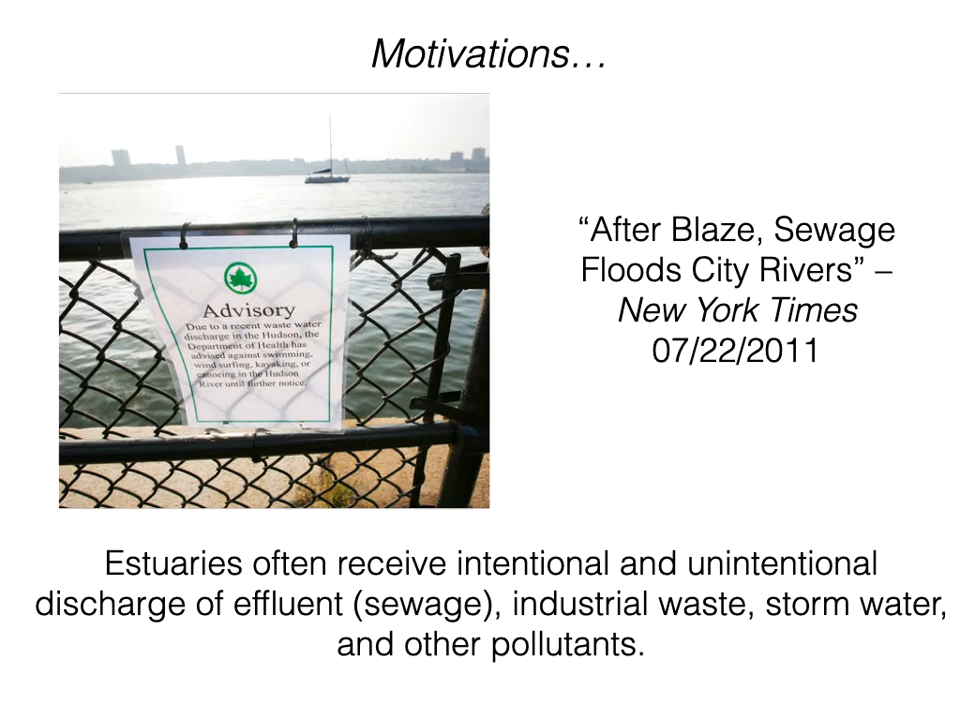 Motivations…
Advisory
Due to a recent waste water
discharge in the Hudson, the
Department of Health has
advised against swimming,
wind surfing, kayaking, or
canoeing in the Hudson
River until further notice.
“After Blaze, Sewage
Floods City Rivers” –
New York Times
07/22/2011
Estuaries often receive intentional and unintentional
discharge of effluent (sewage), industrial waste, storm water,
and other pollutants.